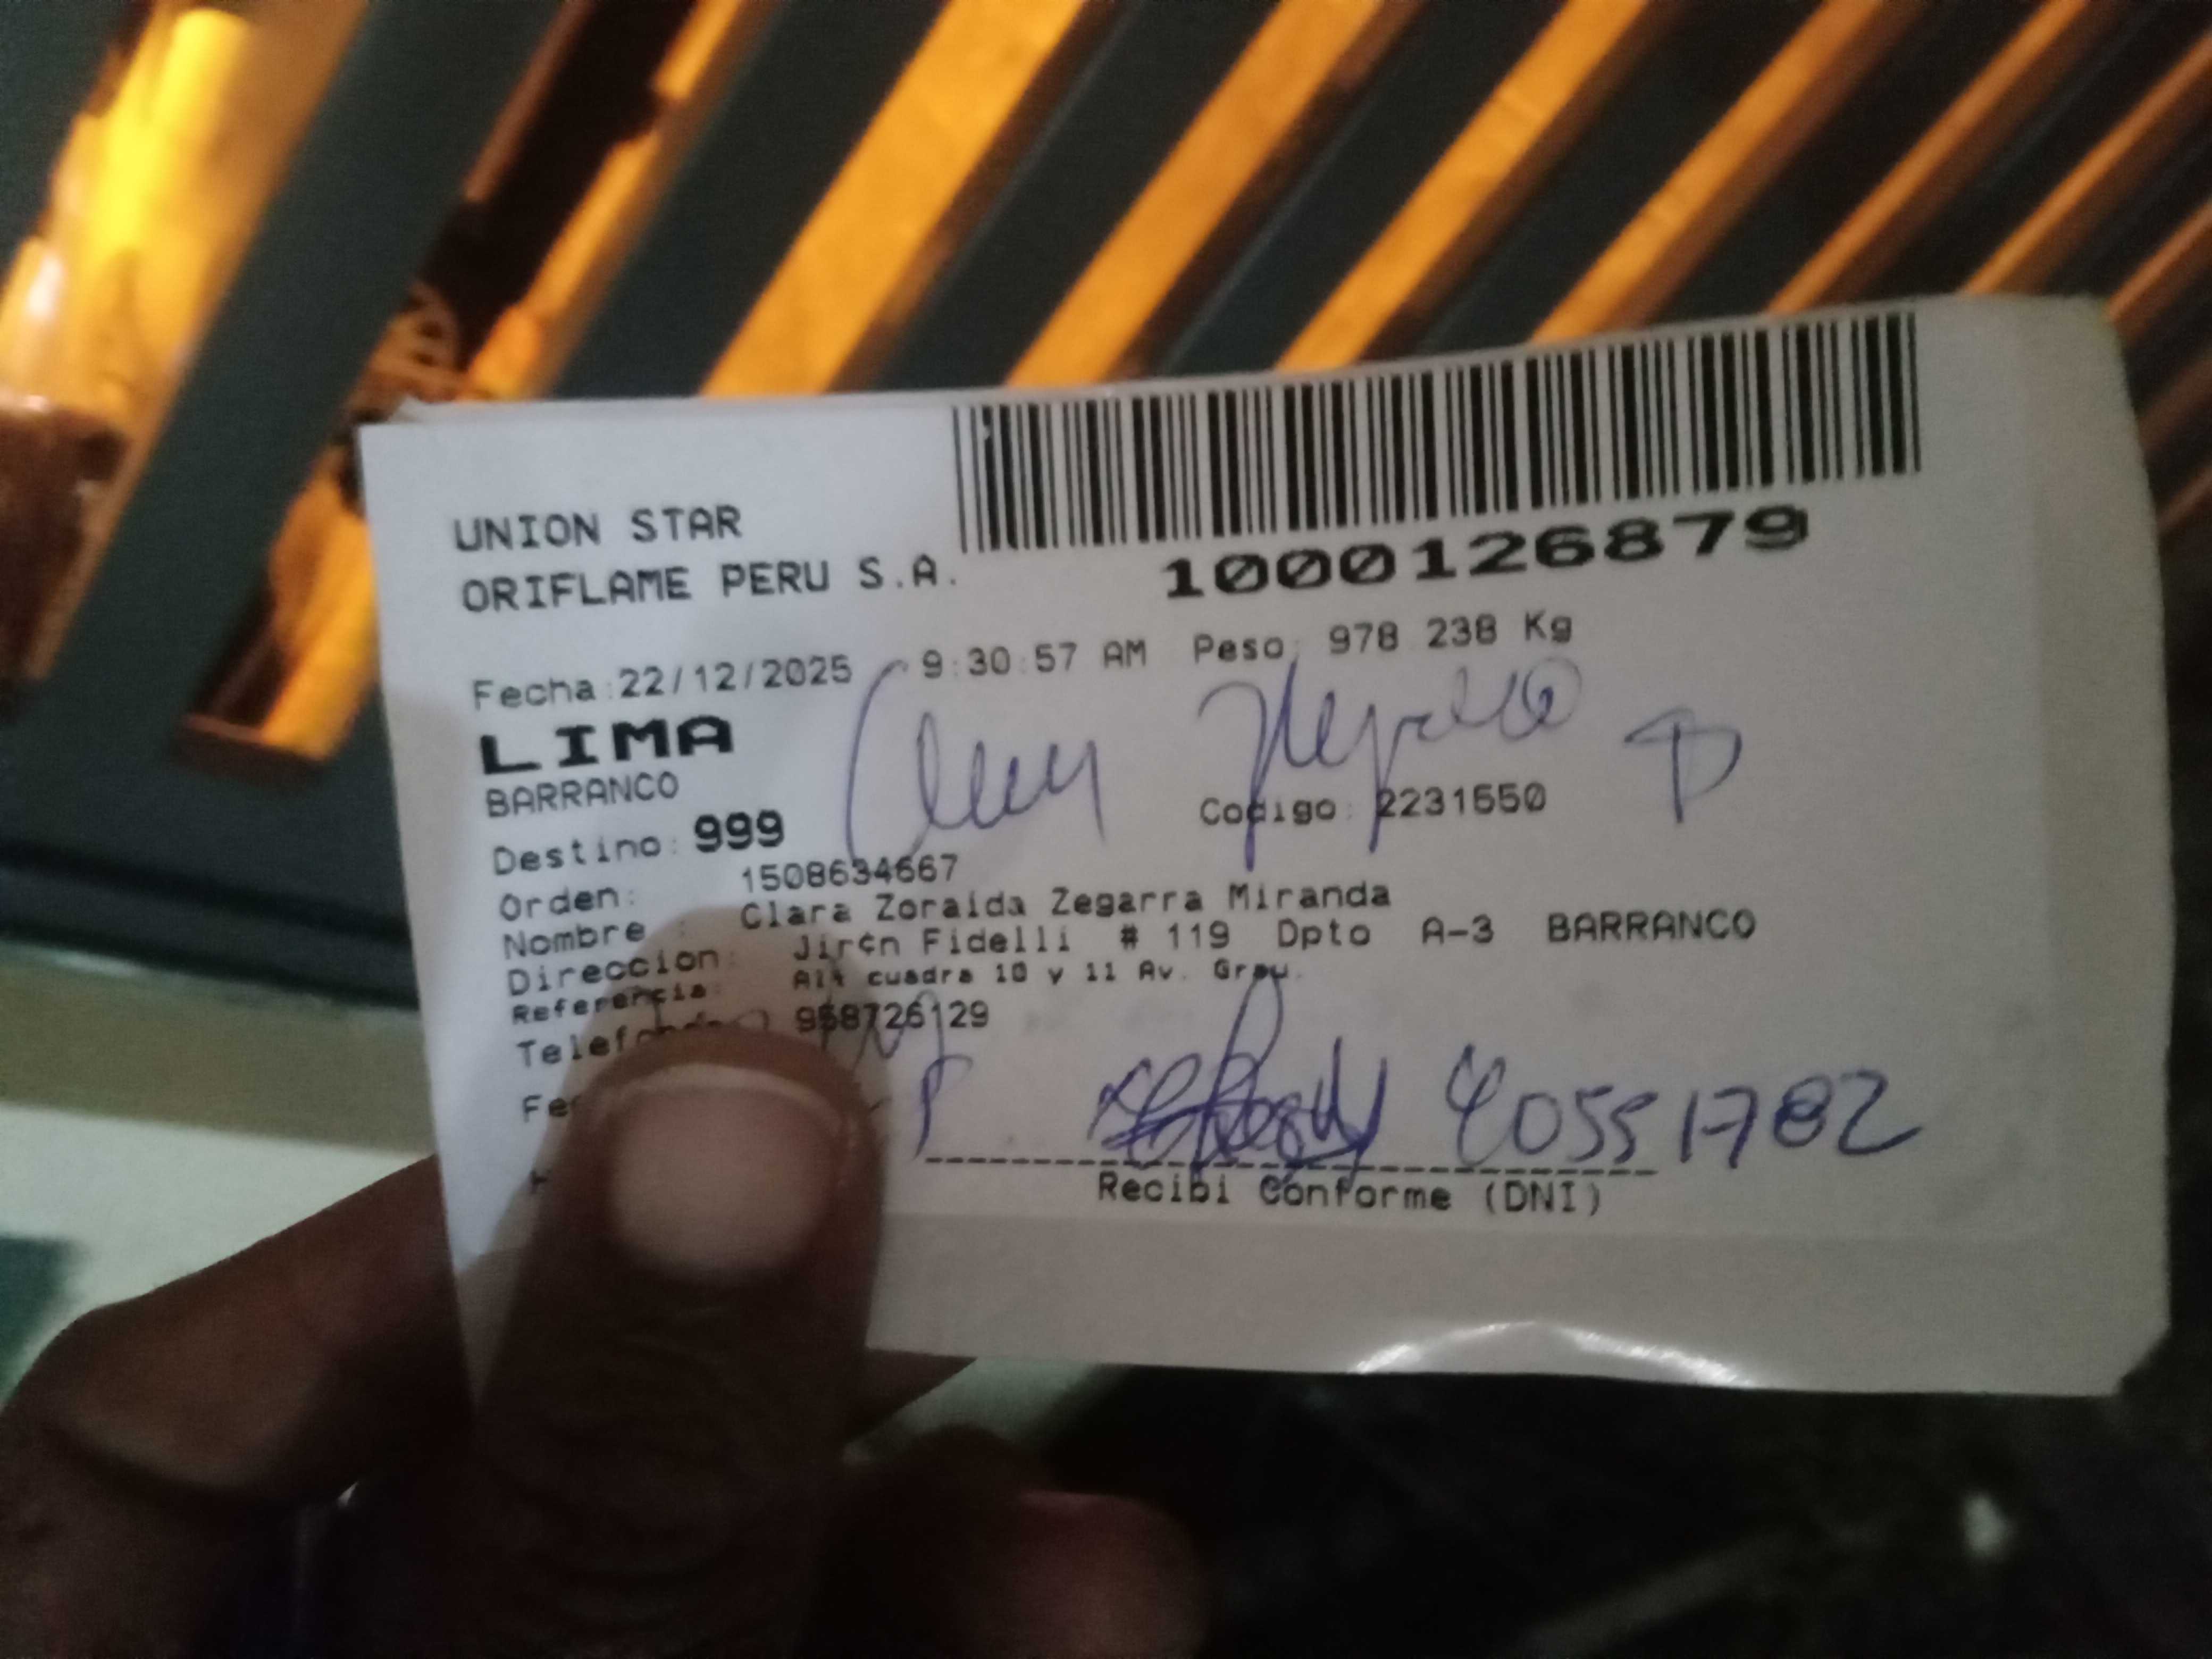 UNION STAR
ORIFLAME PERU S.A.
1000126879
Fecha:22/12/2025 9:30:57 AM Peso: 978.238 Kg
LIMA
BARRANCO
Destino: 999 Codigo: 2231550
Orden: 1508634667
Nombre : Clara Zoraida Zegarra Miranda
Direccion: Jir¢n Fidelli # 119 Dpto A-3 BARRANCO
Referencia: Alt cuadra 10 y 11 Av. Grau.
958726129
40551782
Recibi Conforme (DNI)